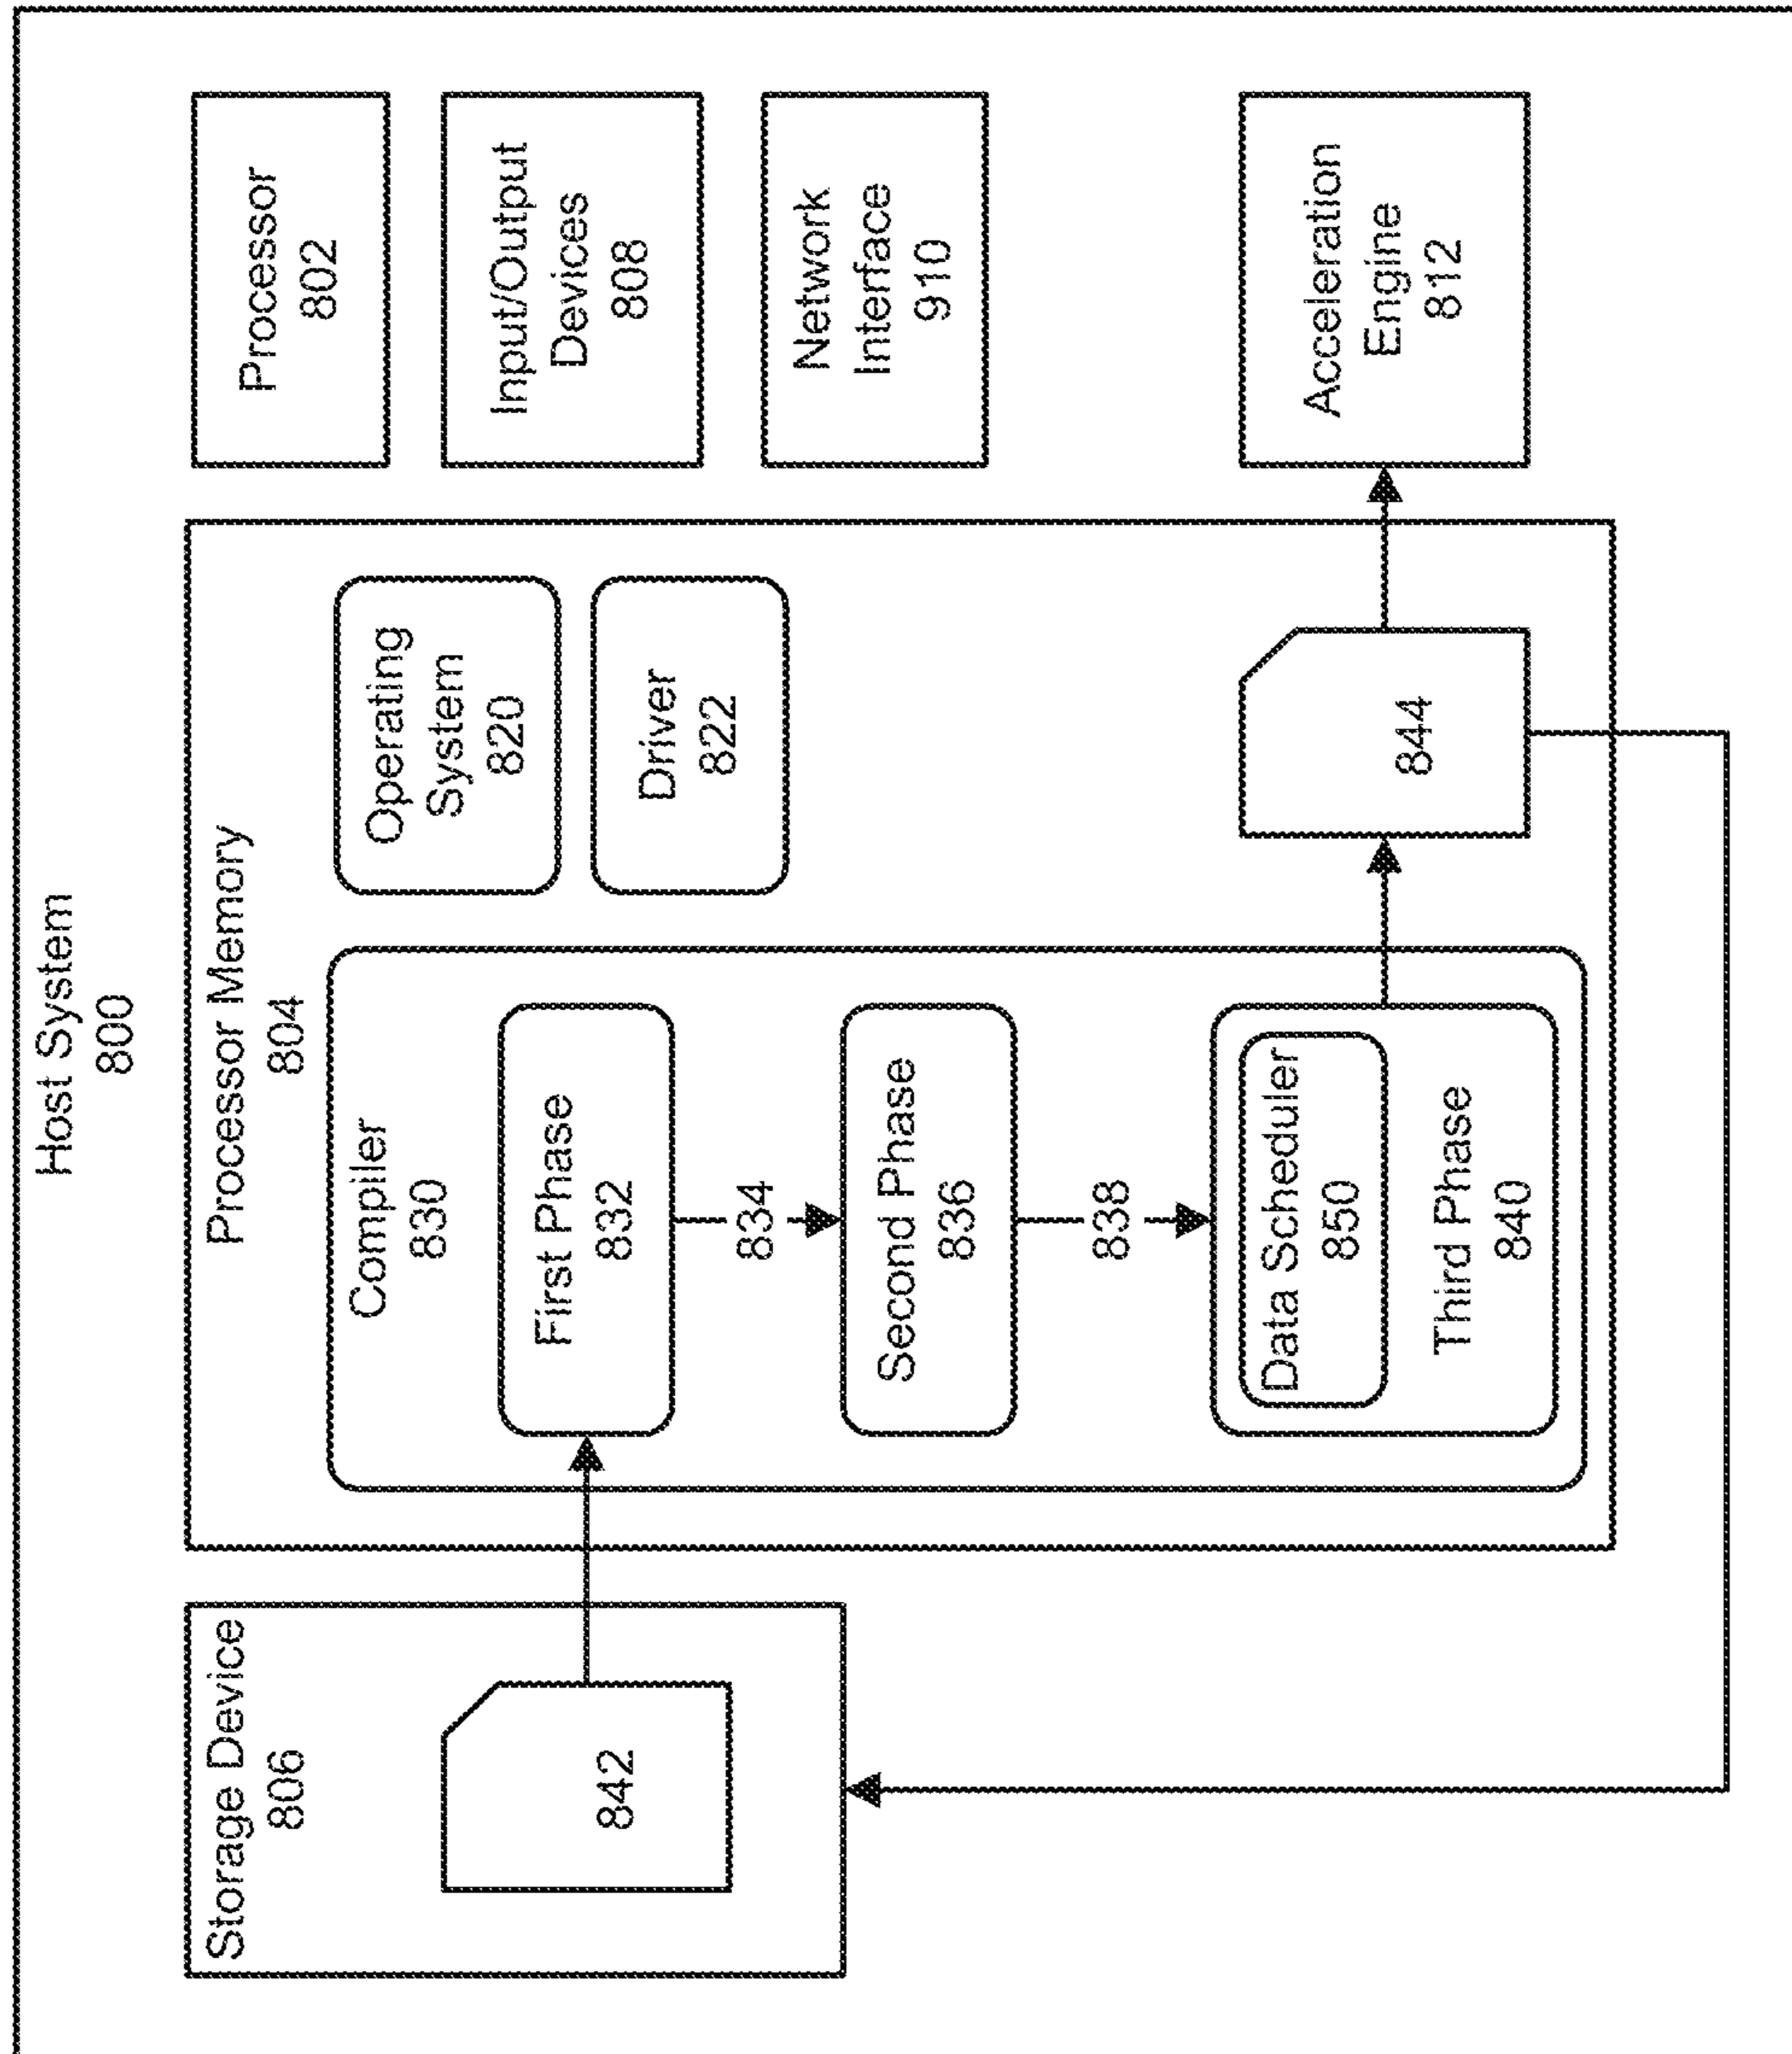 Host System
800
Storage Device
806
842
Processor Memory
804
Compiler
830
First Phase
832
834
Second Phase
836
838
Data Scheduler
850
Third Phase
840
Operating
System
820
Driver
822
844
Processor
802
Input/Output
Devices
808
Network
Interface
910
Acceleration
Engine
812